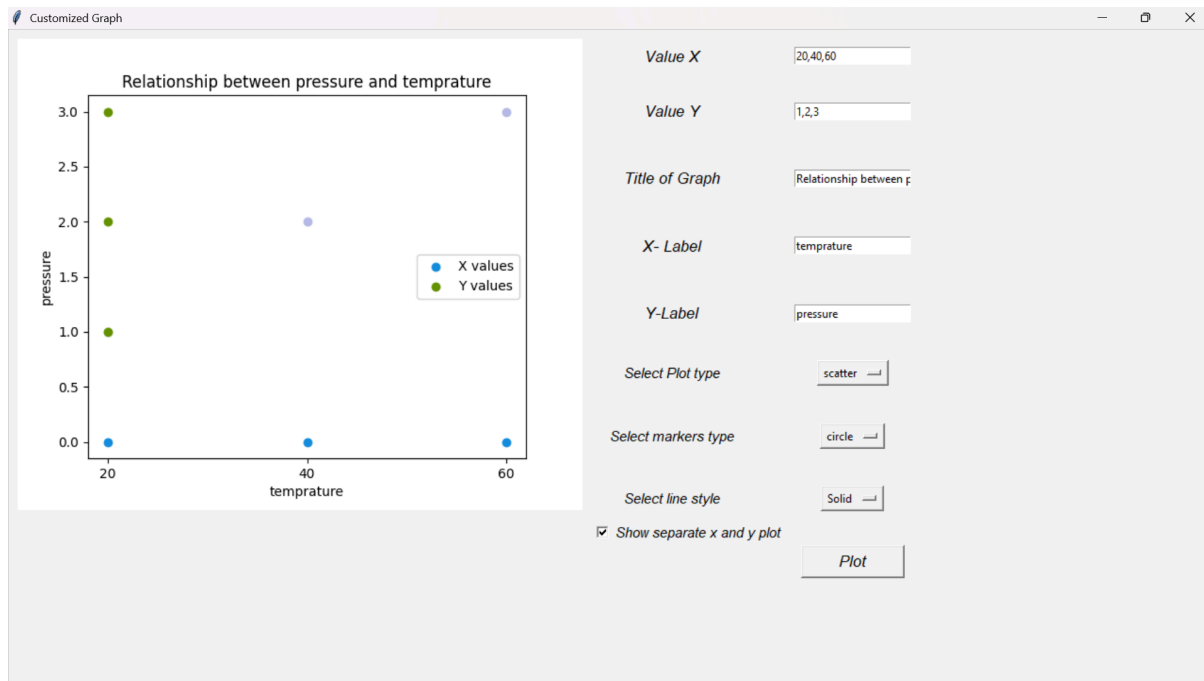 Customized Graph
Relationship between pressure and temprature
3.0
2.5
2.0
1.5
1.0
0.5
0.0
pressure
X values
Y values
20 40 60
temprature
Value X 20,40,60
Value Y 1,2,3
Title of Graph Relationship between p
X- Label temprature
Y-Label pressure
Select Plot type scatter
Select markers type circle
Select line style Solid
Show separate x and y plot
Plot